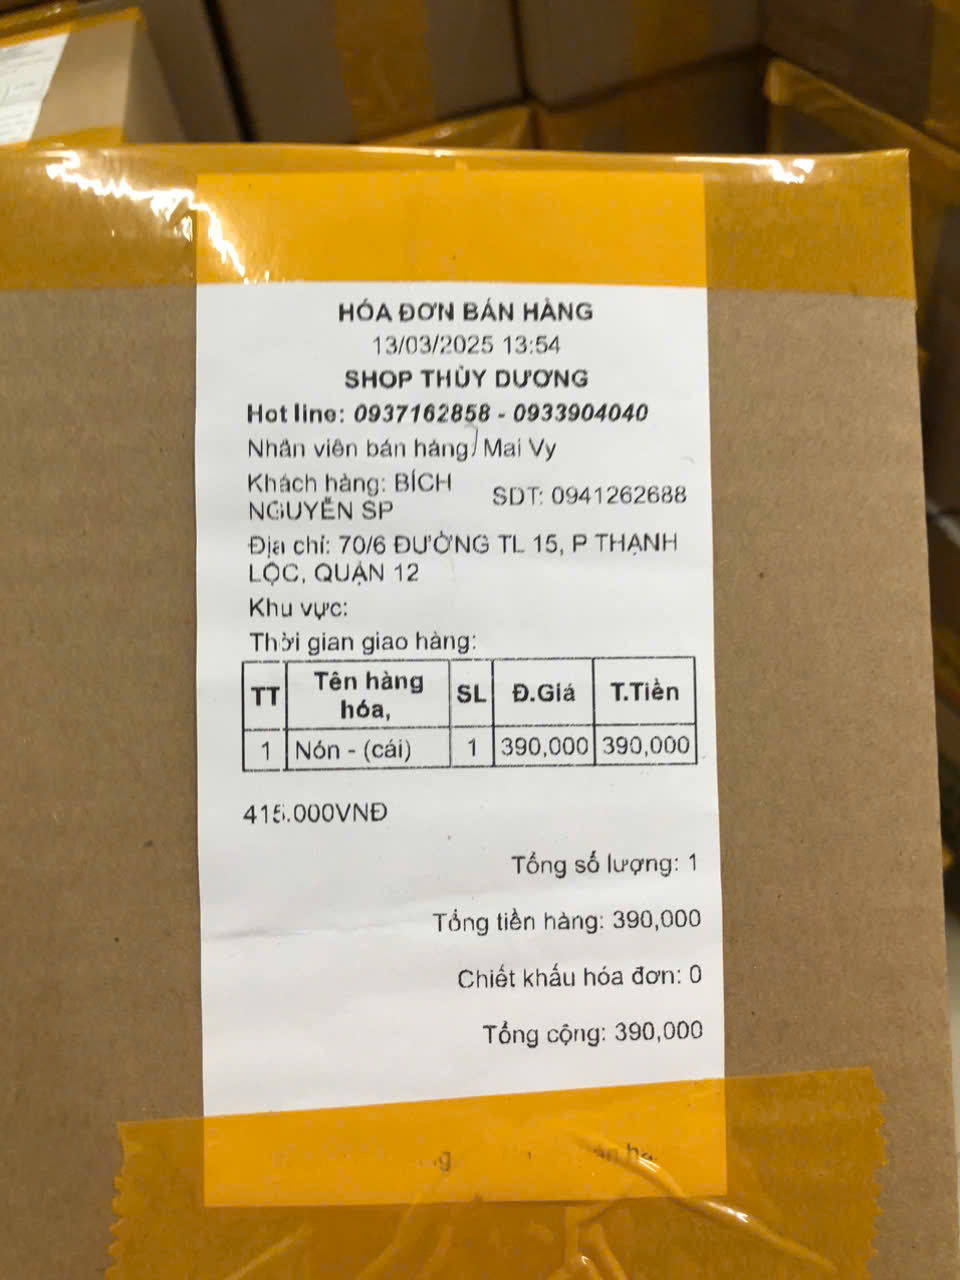 HÓA ĐƠN BÁN HÀNG
13/03/2025 13:54
SHOP THÙY DƯƠNG
Hot line: 0937162858 - 0933904040
Nhân viên bán hàng: Mai Vy
Khách hàng: BÍCH NGUYỄN SP SDT: 0941262688
Địa chỉ: 70/6 ĐƯỜNG TL 15, P THẠNH
LỘC, QUẬN 12
Khu vực:
Thời gian giao hàng:
TT Tên hàng hóa, SL Đ.Giá T.Tiền
1 Nón - (cái) 1 390,000 390,000
415.000VNĐ
Tổng số lượng: 1
Tổng tiền hàng: 390,000
Chiết khấu hóa đơn: 0
Tổng cộng: 390,000